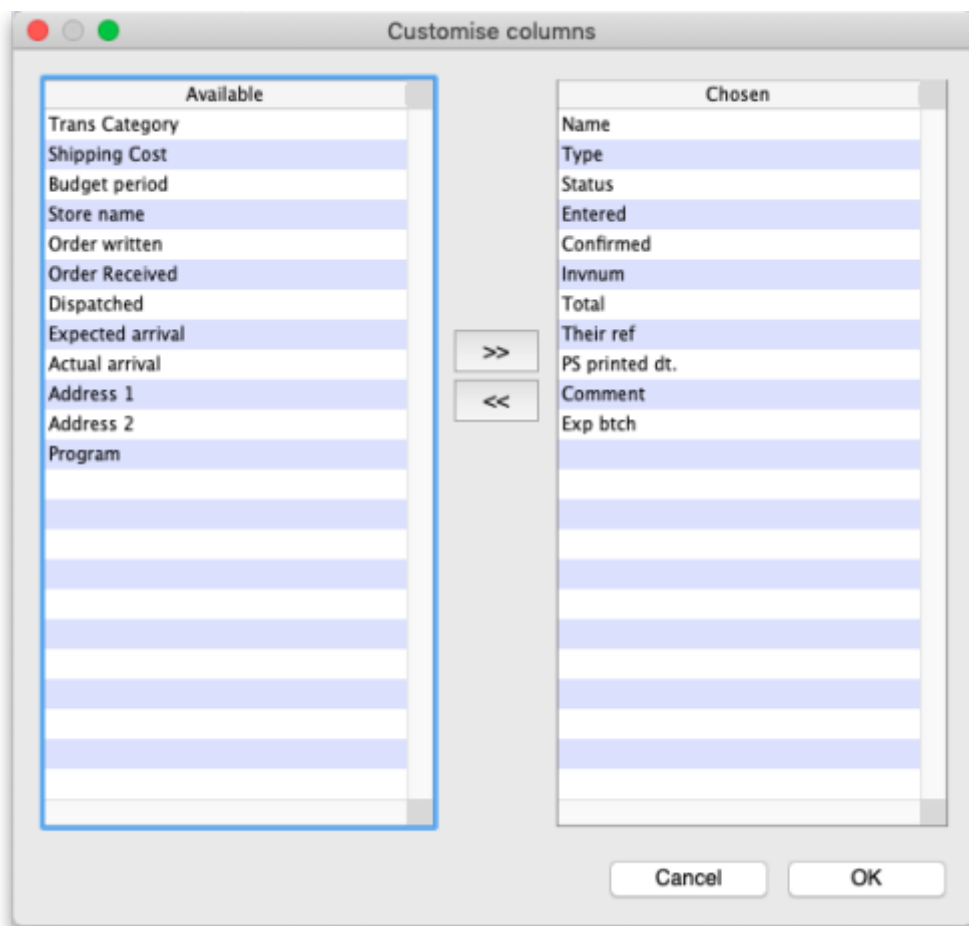 Customise columns
Available
Trans Category
Shipping Cost
Budget period
Store name
Order written
Order Received
Dispatched
Expected arrival
Actual arrival
Address 1
Address 2
Program
>>
<<
Chosen
Name
Type
Status
Entered
Confirmed
Invnum
Total
Their ref
PS printed dt.
Comment
Exp btch
Cancel
OK